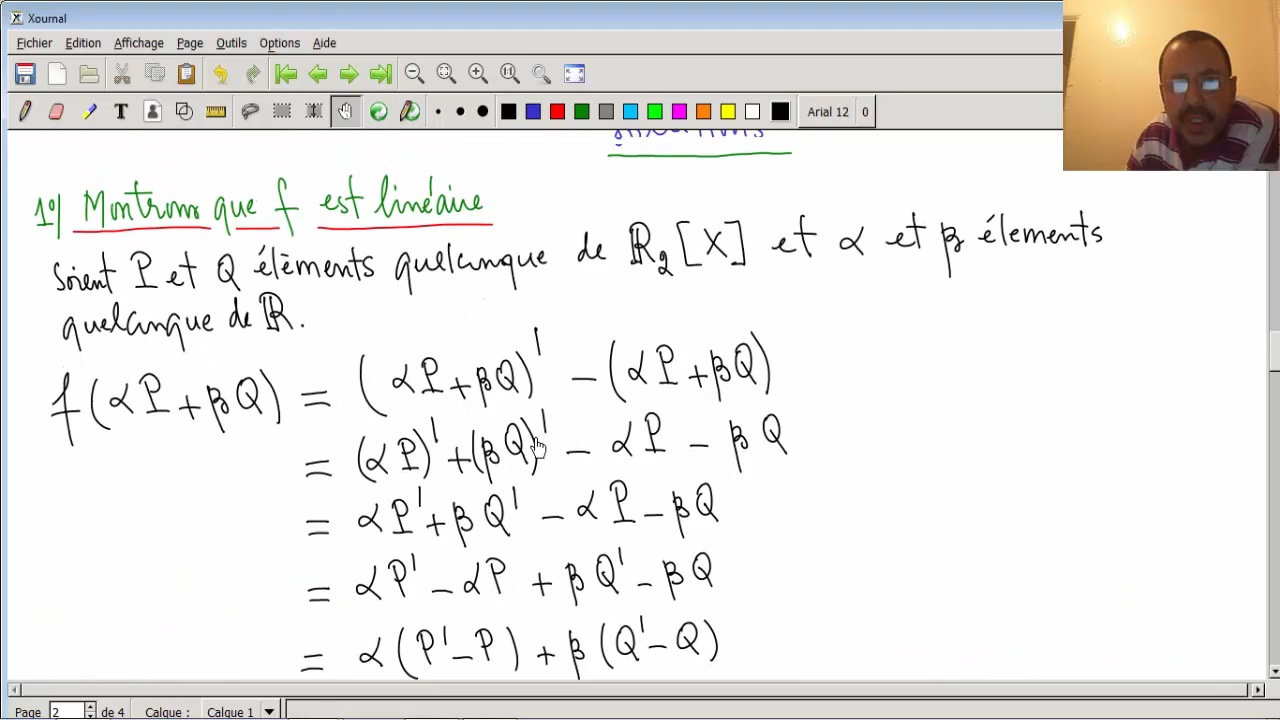 Xournal
Fichier Edition Affichage Page Outils Options Aide
Arial 12 0
1º/ Montrons que f est linéaire
Soient P et Q éléments quelconque de ℝ₂[X] et α et β élements
quelconque de ℝ.
f(αP+βQ) = (αP+βQ)' - (αP+βQ)
= (αP)' + (βQ)' - αP - βQ
= αP' + βQ' - αP - βQ
= αP' - αP + βQ' - βQ
= α(P'-P) + β(Q'-Q)
Page 2 de 4 Calque : Calque 1